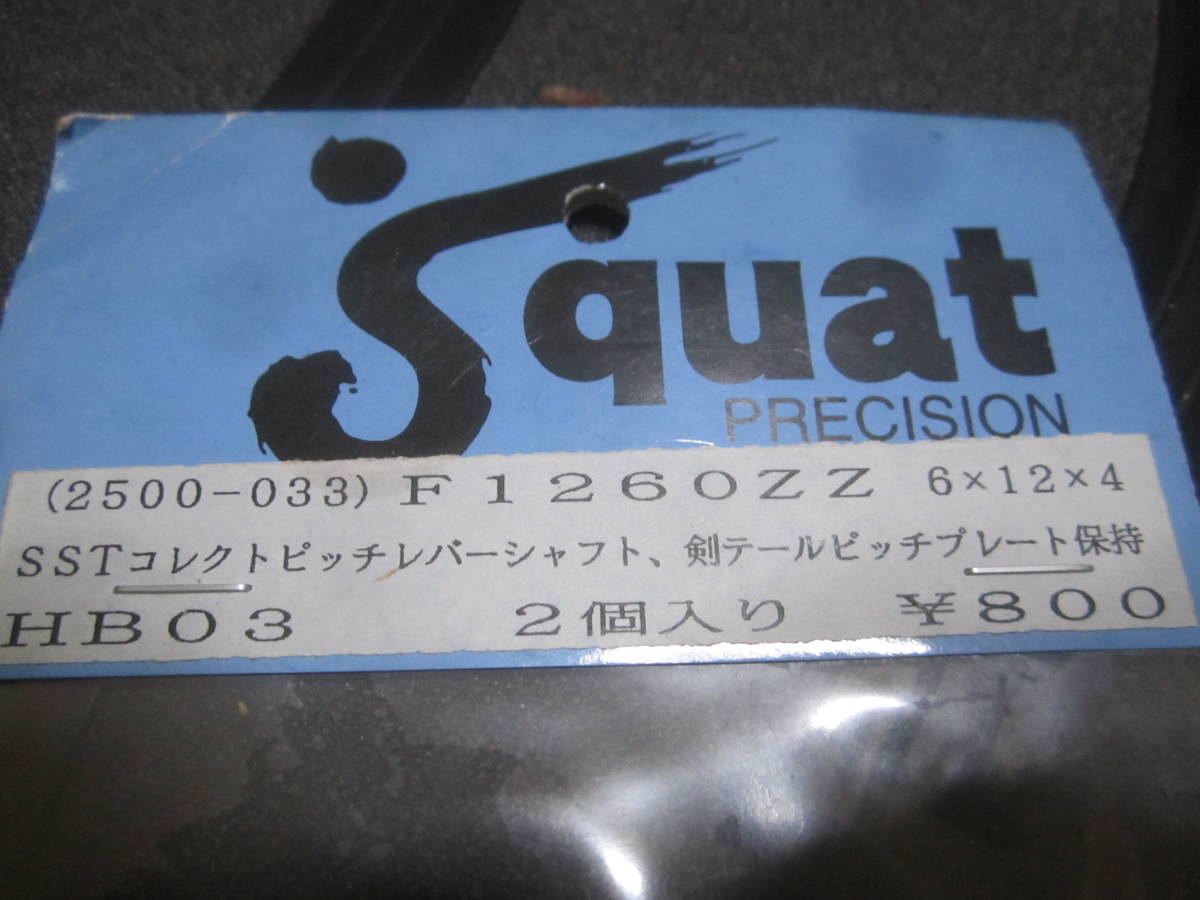 Squat
PRECISION
(2500-033) F1260ZZ 6×12×4
SSTコレクトピッチレバーシャフト、剣テールピッチプレート保持
HB03 2個入り ¥800